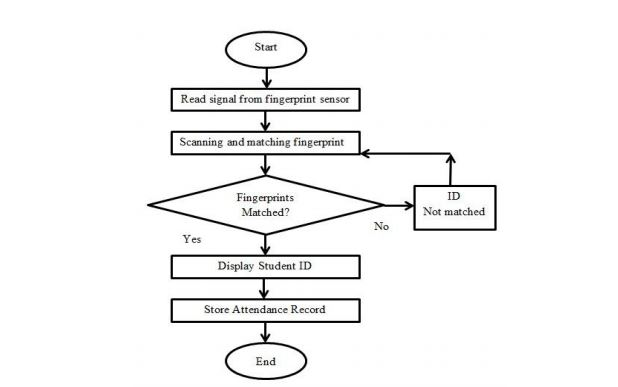 Start
Read signal from fingerprint sensor
Scanning and matching fingerprint
Fingerprints
Matched?
ID
Not matched
No
Yes
Display Student ID
Store Attendance Record
End